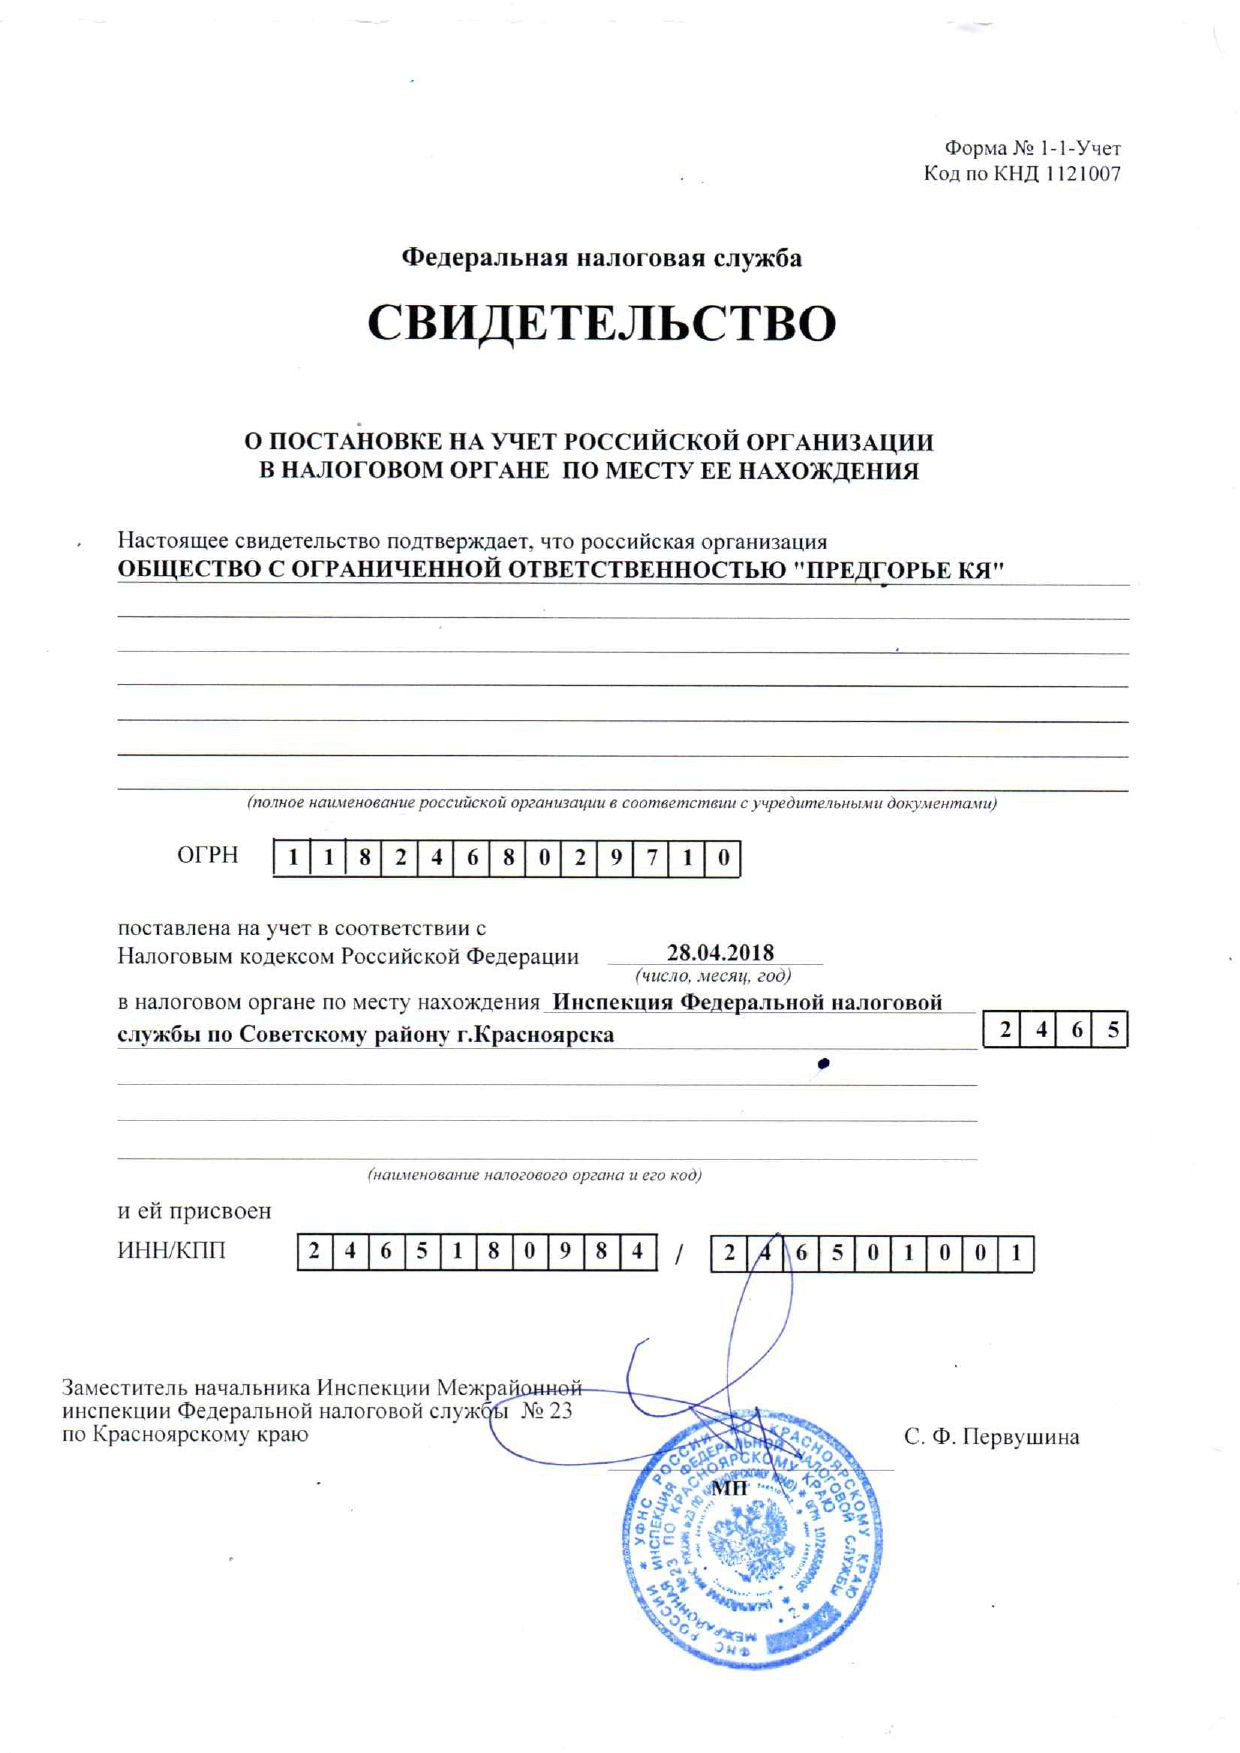 Форма № 1-1-Учет
Код по КНД 1121007
Федеральная налоговая служба
СВИДЕТЕЛЬСТВО
О ПОСТАНОВКЕ НА УЧЕТ РОССИЙСКОЙ ОРГАНИЗАЦИИ
В НАЛОГОВОМ ОРГАНЕ ПО МЕСТУ ЕЕ НАХОЖДЕНИЯ
Настоящее свидетельство подтверждает, что российская организация
ОБЩЕСТВО С ОГРАНИЧЕННОЙ ОТВЕТСТВЕННОСТЬЮ "ПРЕДГОРЬЕ КЯ"
(полное наименование российской организации в соответствии с учредительными документами)
ОГРН 1 1 8 2 4 6 8 0 2 9 7 1 0
поставлена на учет в соответствии с
Налоговым кодексом Российской Федерации 28.04.2018
(число, месяц, год)
в налоговом органе по месту нахождения Инспекция Федеральной налоговой
службы по Советскому району г.Красноярска 2 4 6 5
(наименование налогового органа и его код)
и ей присвоен
ИНН/КПП 2 4 6 5 1 8 0 9 8 4 / 2 4 6 5 0 1 0 0 1
Заместитель начальника Инспекции Межрайонной
инспекции Федеральной налоговой службы № 23
по Красноярскому краю
С. Ф. Первушина
МП
ФНС РОССИИ * УФНС РОССИИ ПО КРАСНОЯРСКОМУ КРАЮ
МЕЖРАЙОННАЯ ИНСПЕКЦИЯ ФЕДЕРАЛЬНОЙ НАЛОГОВОЙ СЛУЖБЫ
№23 ПО КРАСНОЯРСКОМУ КРАЮ
* 2 *